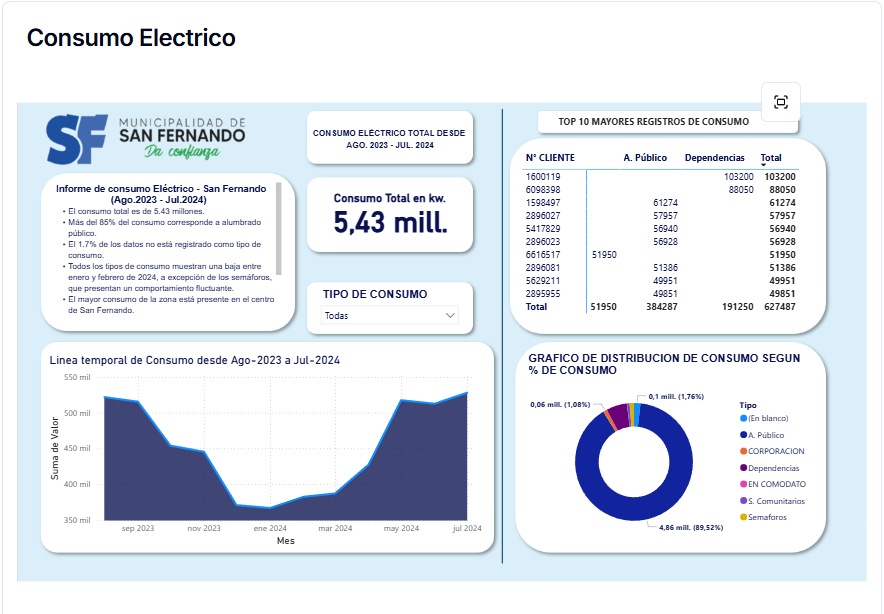 Consumo Electrico
SF
MUNICIPALIDAD DE
SAN FERNANDO
Da confianza
CONSUMO ELÉCTRICO TOTAL DESDE
AGO. 2023 - JUL. 2024
Informe de consumo Eléctrico - San Fernando
(Ago.2023 - Jul.2024)
• El consumo total es de 5.43 millones.
• Más del 85% del consumo corresponde a alumbrado
público.
• El 1.7% de los datos no está registrado como tipo de
consumo.
• Todos los tipos de consumo muestran una baja entre
enero y febrero de 2024, a excepción de los semáforos,
que presentan un comportamiento fluctuante.
• El mayor consumo de la zona está presente en el centro
de San Fernando.
Consumo Total en kw.
5,43 mill.
TIPO DE CONSUMO
Todas
Linea temporal de Consumo desde Ago-2023 a Jul-2024
Suma de Valor
550 mil
500 mil
450 mil
400 mil
350 mil
sep 2023 nov 2023 ene 2024 mar 2024 may 2024 jul 2024
Mes
TOP 10 MAYORES REGISTROS DE CONSUMO
N° CLIENTE A. Público Dependencias Total
1600119 103200 103200
6098398 88050 88050
1598497 61274 61274
2896027 57957 57957
5417829 56940 56940
2896023 56928 56928
6616517 51950 51950
2896081 51386 51386
5629211 49951 49951
2895955 49851 49851
Total 51950 384287 191250 627487
GRAFICO DE DISTRIBUCION DE CONSUMO SEGUN
% DE CONSUMO
0,06 mill. (1,08%)
0,1 mill. (1,76%)
4,86 mill. (89,52%)
Tipo
(En blanco)
A. Público
CORPORACION
Dependencias
EN COMODATO
S. Comunitarios
Semaforos